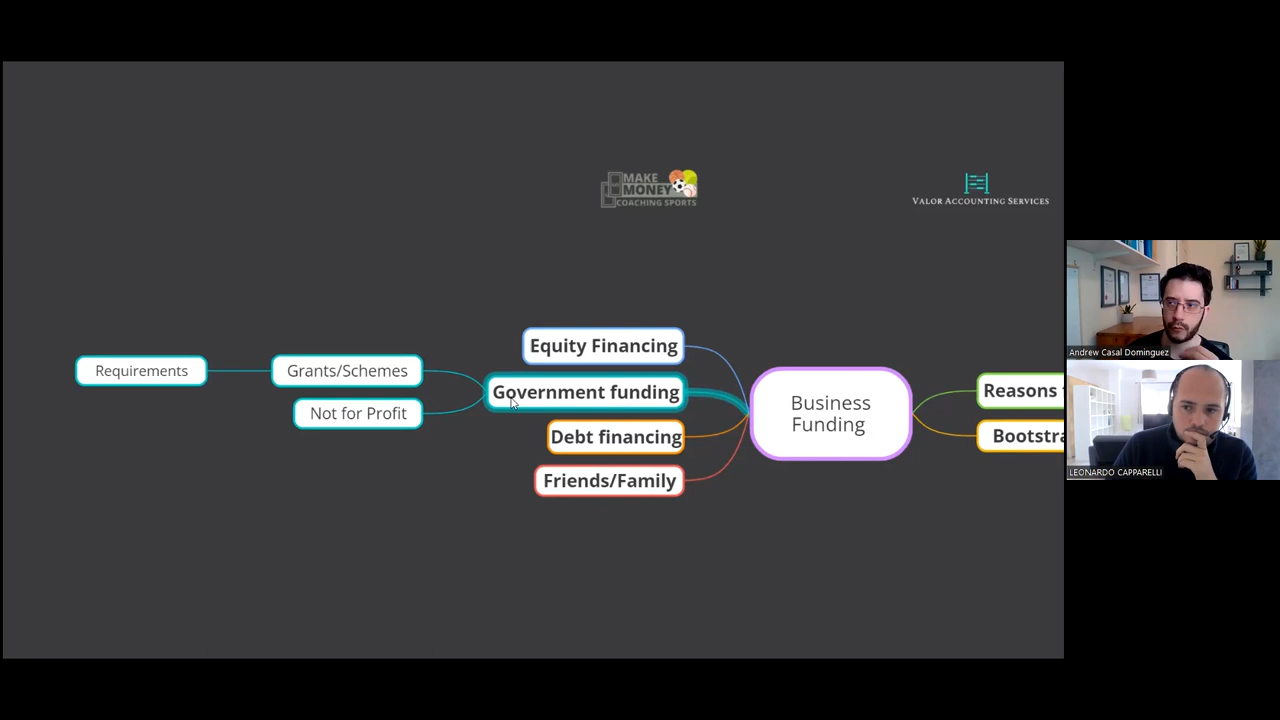 MAKE
MONEY
COACHING SPORTS
VALOR ACCOUNTING SERVICES
Equity Financing
Requirements
Grants/Schemes
Government funding
Not for Profit
Debt financing
Friends/Family
Business
Funding
Reasons
Bootstra
Andrew Casal Dominguez
LEONARDO CAPPARELLI